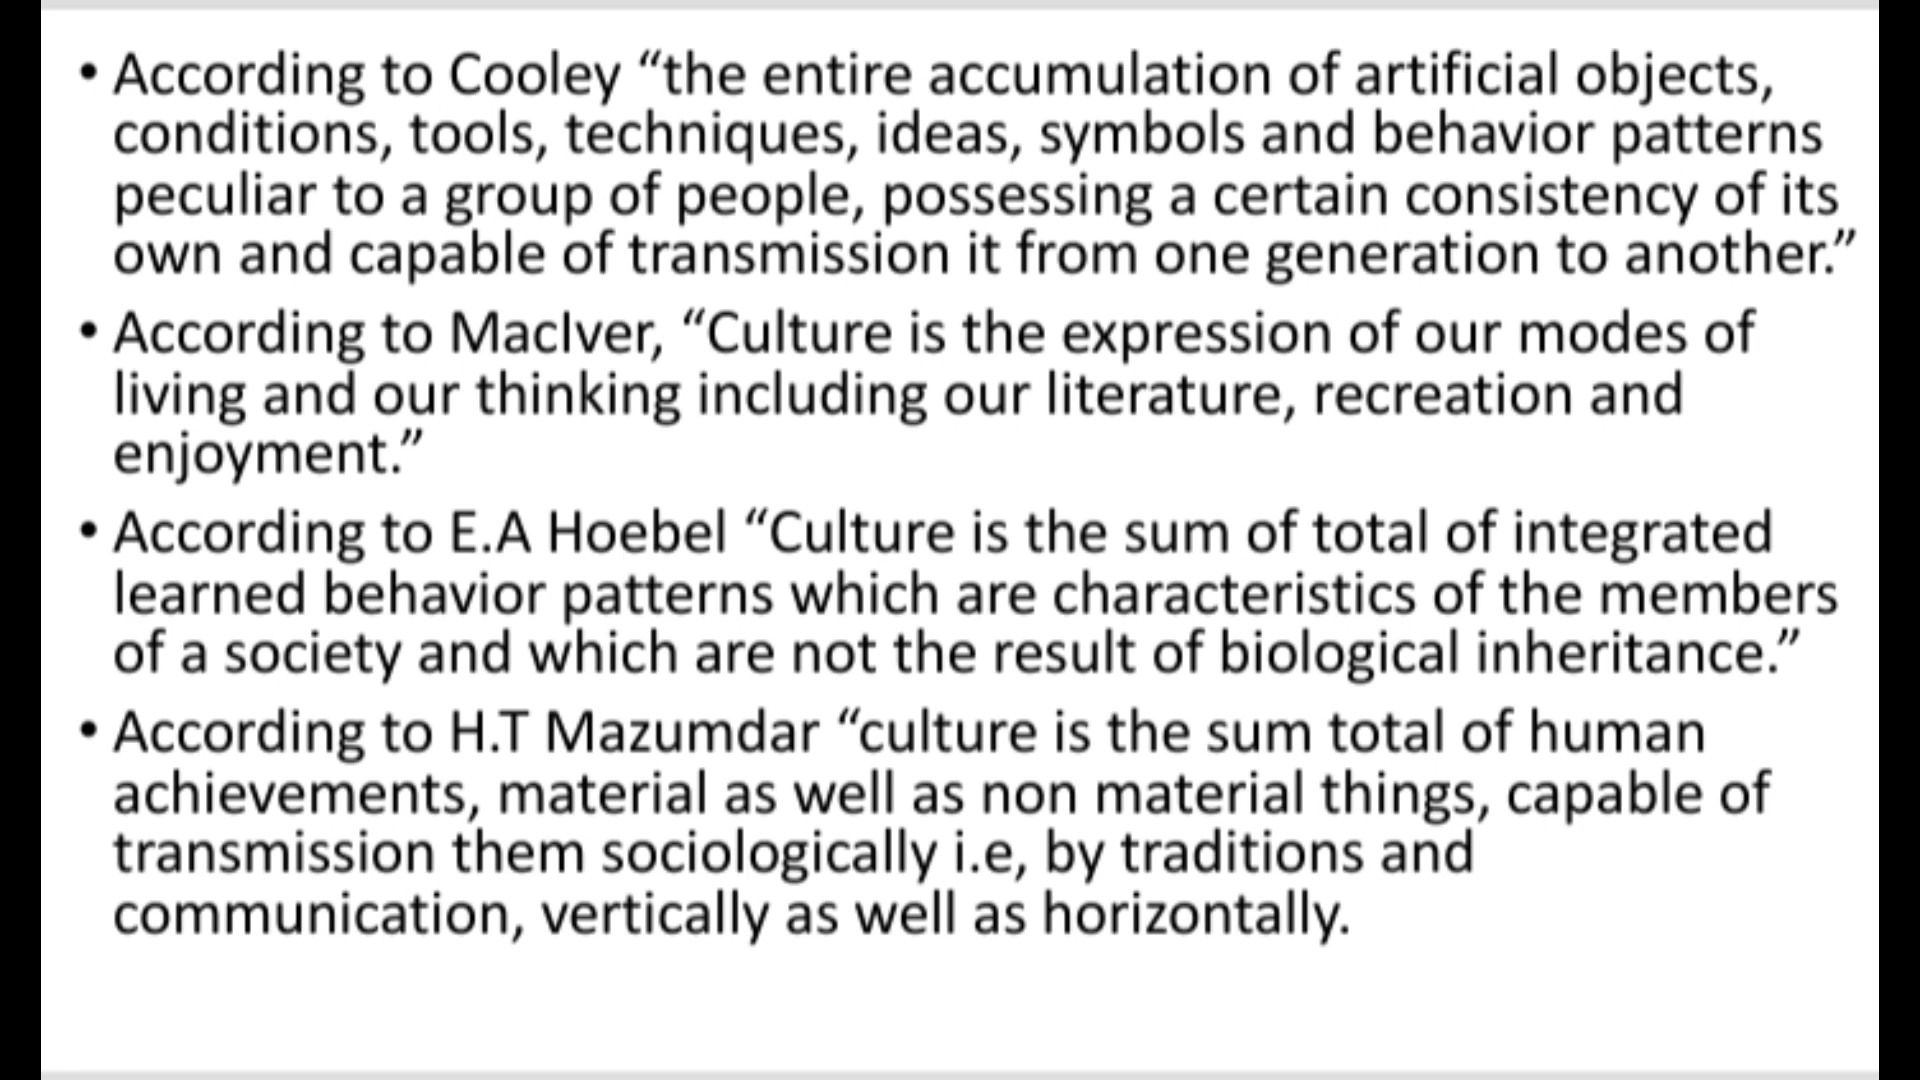 • According to Cooley “the entire accumulation of artificial objects,
conditions, tools, techniques, ideas, symbols and behavior patterns
peculiar to a group of people, possessing a certain consistency of its
own and capable of transmission it from one generation to another.”
• According to MacIver, “Culture is the expression of our modes of
living and our thinking including our literature, recreation and
enjoyment.”
• According to E.A Hoebel “Culture is the sum of total of integrated
learned behavior patterns which are characteristics of the members
of a society and which are not the result of biological inheritance.”
• According to H.T Mazumdar “culture is the sum total of human
achievements, material as well as non material things, capable of
transmission them sociologically i.e, by traditions and
communication, vertically as well as horizontally.